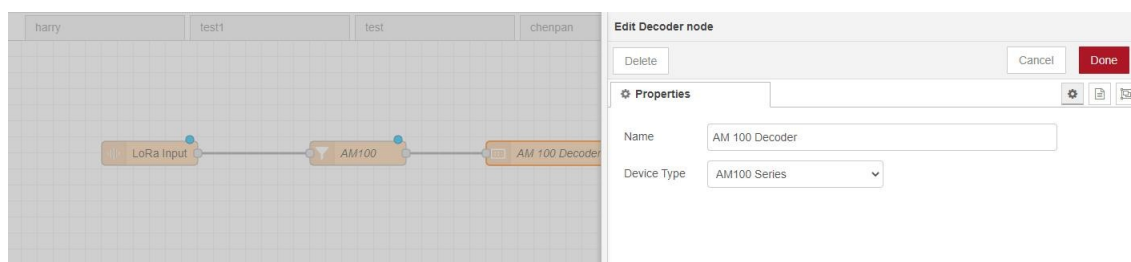 harry test1 test chenpan
LoRa Input AM100 AM 100 Decoder
Edit Decoder node
Delete Cancel Done
Properties
Name AM 100 Decoder
Device Type AM100 Series